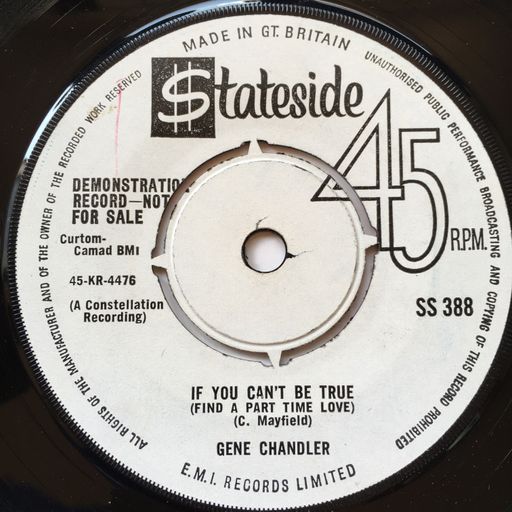 MADE IN GT. BRITAIN
$tateside
45
R.P.M.
DEMONSTRATION
RECORD—NOT
FOR SALE
Curtom-
Camad BMI
45-KR-4476
(A Constellation
Recording)
SS 388
IF YOU CAN'T BE TRUE
(FIND A PART TIME LOVE)
(C. Mayfield)
GENE CHANDLER
E.M.I. RECORDS LIMITED
ALL RIGHTS OF THE MANUFACTURER AND OF THE OWNER OF THE RECORDED WORK RESERVED
UNAUTHORISED PUBLIC PERFORMANCE BROADCASTING AND COPYING OF THIS RECORD PROHIBITED